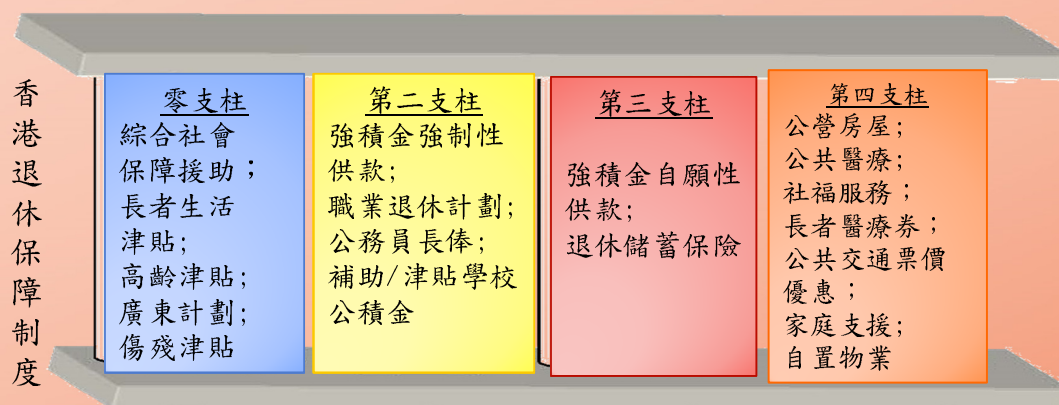 香港退休保障制度
零支柱
綜合社會
保障援助；
長者生活
津貼;
高齡津貼;
廣東計劃;
傷殘津貼
第二支柱
強積金強制性
供款;
職業退休計劃;
公務員長俸;
補助/津貼學校
公積金
第三支柱
強積金自願性
供款;
退休儲蓄保險
第四支柱
公營房屋;
公共醫療;
社福服務；
長者醫療券；
公共交通票價
優惠；
家庭支援;
自置物業